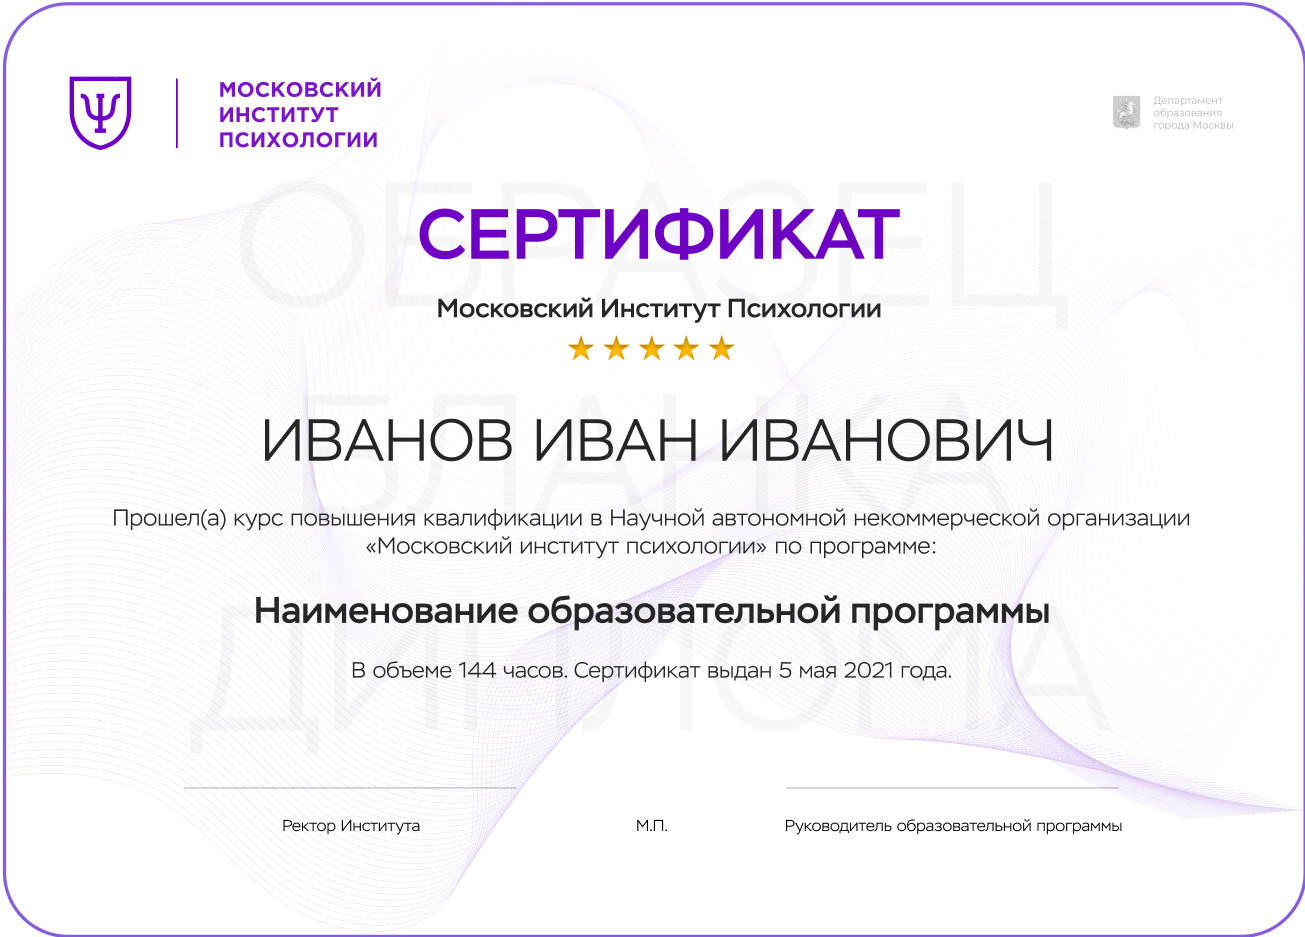 МОСКОВСКИЙ
ИНСТИТУТ
ПСИХОЛОГИИ
Департамент
образования
города Москвы
ОБРАЗЕЦ
СЕРТИФИКАТ
Московский Институт Психологии
БЛАНКА
ИВАНОВ ИВАН ИВАНОВИЧ
Прошел(а) курс повышения квалификации в Научной автономной некоммерческой организации
«Московский институт психологии» по программе:
Наименование образовательной программы
ДИПЛОМА
В объеме 144 часов. Сертификат выдан 5 мая 2021 года.
Ректор Института
М.П.
Руководитель образовательной программы